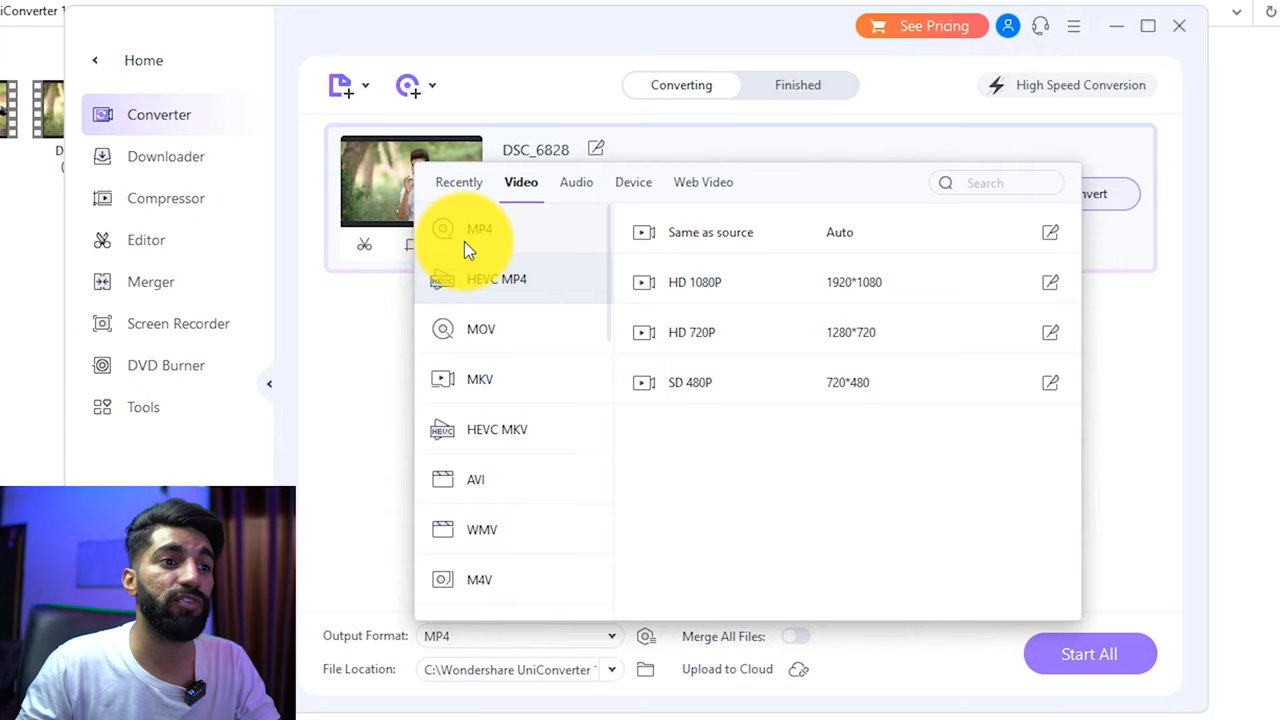 iConverter 1
See Pricing
Home
Converter
Downloader
Compressor
Editor
Merger
Screen Recorder
DVD Burner
Tools
Converting
Finished
High Speed Conversion
DSC_6828
Recently
Video
Audio
Device
Web Video
Search
nvert
MP4
HEVC MP4
MOV
MKV
HEVC MKV
AVI
WMV
M4V
Same as source Auto
HD 1080P 1920*1080
HD 720P 1280*720
SD 480P 720*480
Output Format: MP4
Merge All Files:
File Location: C:\Wondershare UniConverter
Upload to Cloud
Start All